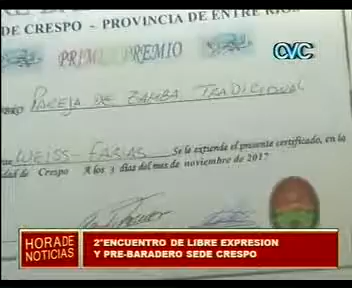 DE CRESPO - PROVINCIA DE ENTRE RIOS
PRIMER PREMIO
CVC
PAREJA DE ZAMBA TRADICIONAL
WEISS-FARIAS Se le extiende el presente certificado, en la
dad de Crespo A los 3 días del mes de noviembre de 2017
HORA DE
NOTICIAS
2°ENCUENTRO DE LIBRE EXPRESION
Y PRE-BARADERO SEDE CRESPO